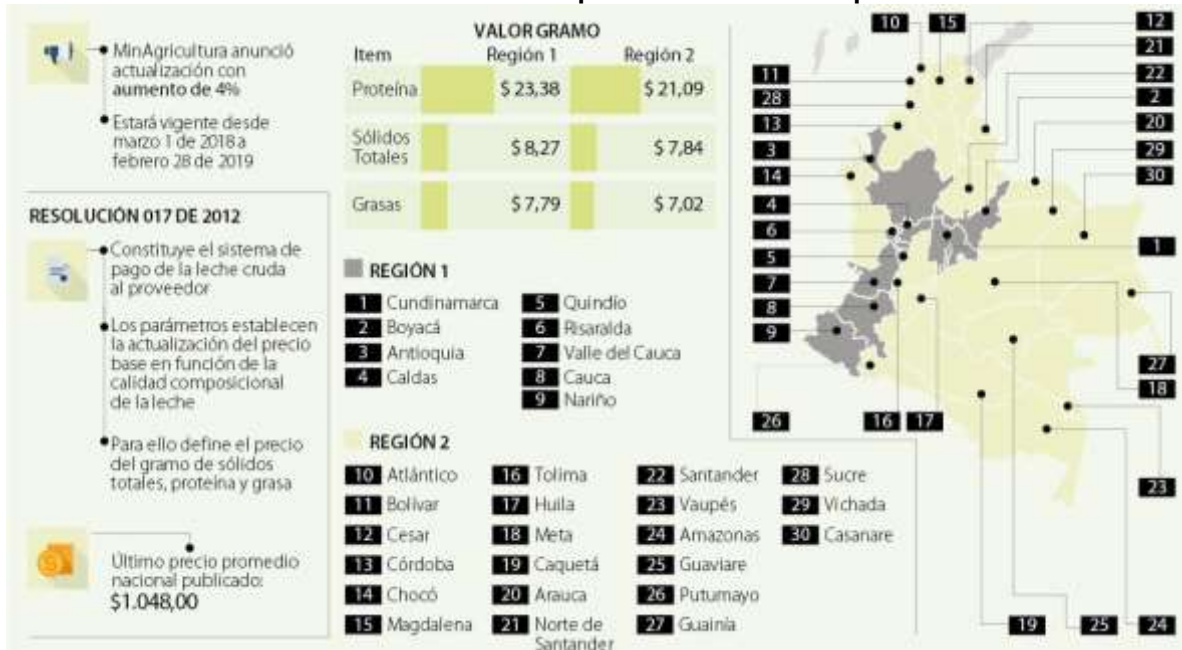 MinAgricultura anunció
actualización con
aumento de 4%
Estará vigente desde
marzo 1 de 2018 a
febrero 28 de 2019
RESOLUCIÓN 017 DE 2012
Constituye el sistema de
pago de la leche cruda
al proveedor
Los parámetros establecen
la actualización del precio
base en función de la
calidad composicional
de la leche
Para ello define el precio
del gramo de sólidos
totales, proteína y grasa
Último precio promedio
nacional publicado:
$1.048,00
VALOR GRAMO
Item Región 1 Región 2
Proteína $ 23,38 $ 21,09
Sólidos
Totales $ 8,27 $ 7,84
Grasas $ 7,79 $ 7,02
REGIÓN 1
1 Cundinamarca 5 Quindío
2 Boyacá 6 Risaralda
3 Antioquia 7 Valle del Cauca
4 Caldas 8 Cauca
9 Nariño
REGIÓN 2
10 Atlántico 16 Tolima 22 Santander 28 Sucre
11 Bolívar 17 Huila 23 Vaupés 29 Vichada
12 Cesar 18 Meta 24 Amazonas 30 Casanare
13 Córdoba 19 Caquetá 25 Guaviare
14 Chocó 20 Arauca 26 Putumayo
15 Magdalena 21 Norte de 27 Guainía
Santander
10 15 12
21
11 22
28 2
13 20
29
3 30
14
4
6 1
5
7
8
9
27
18
26 16 17
23
19 25 24